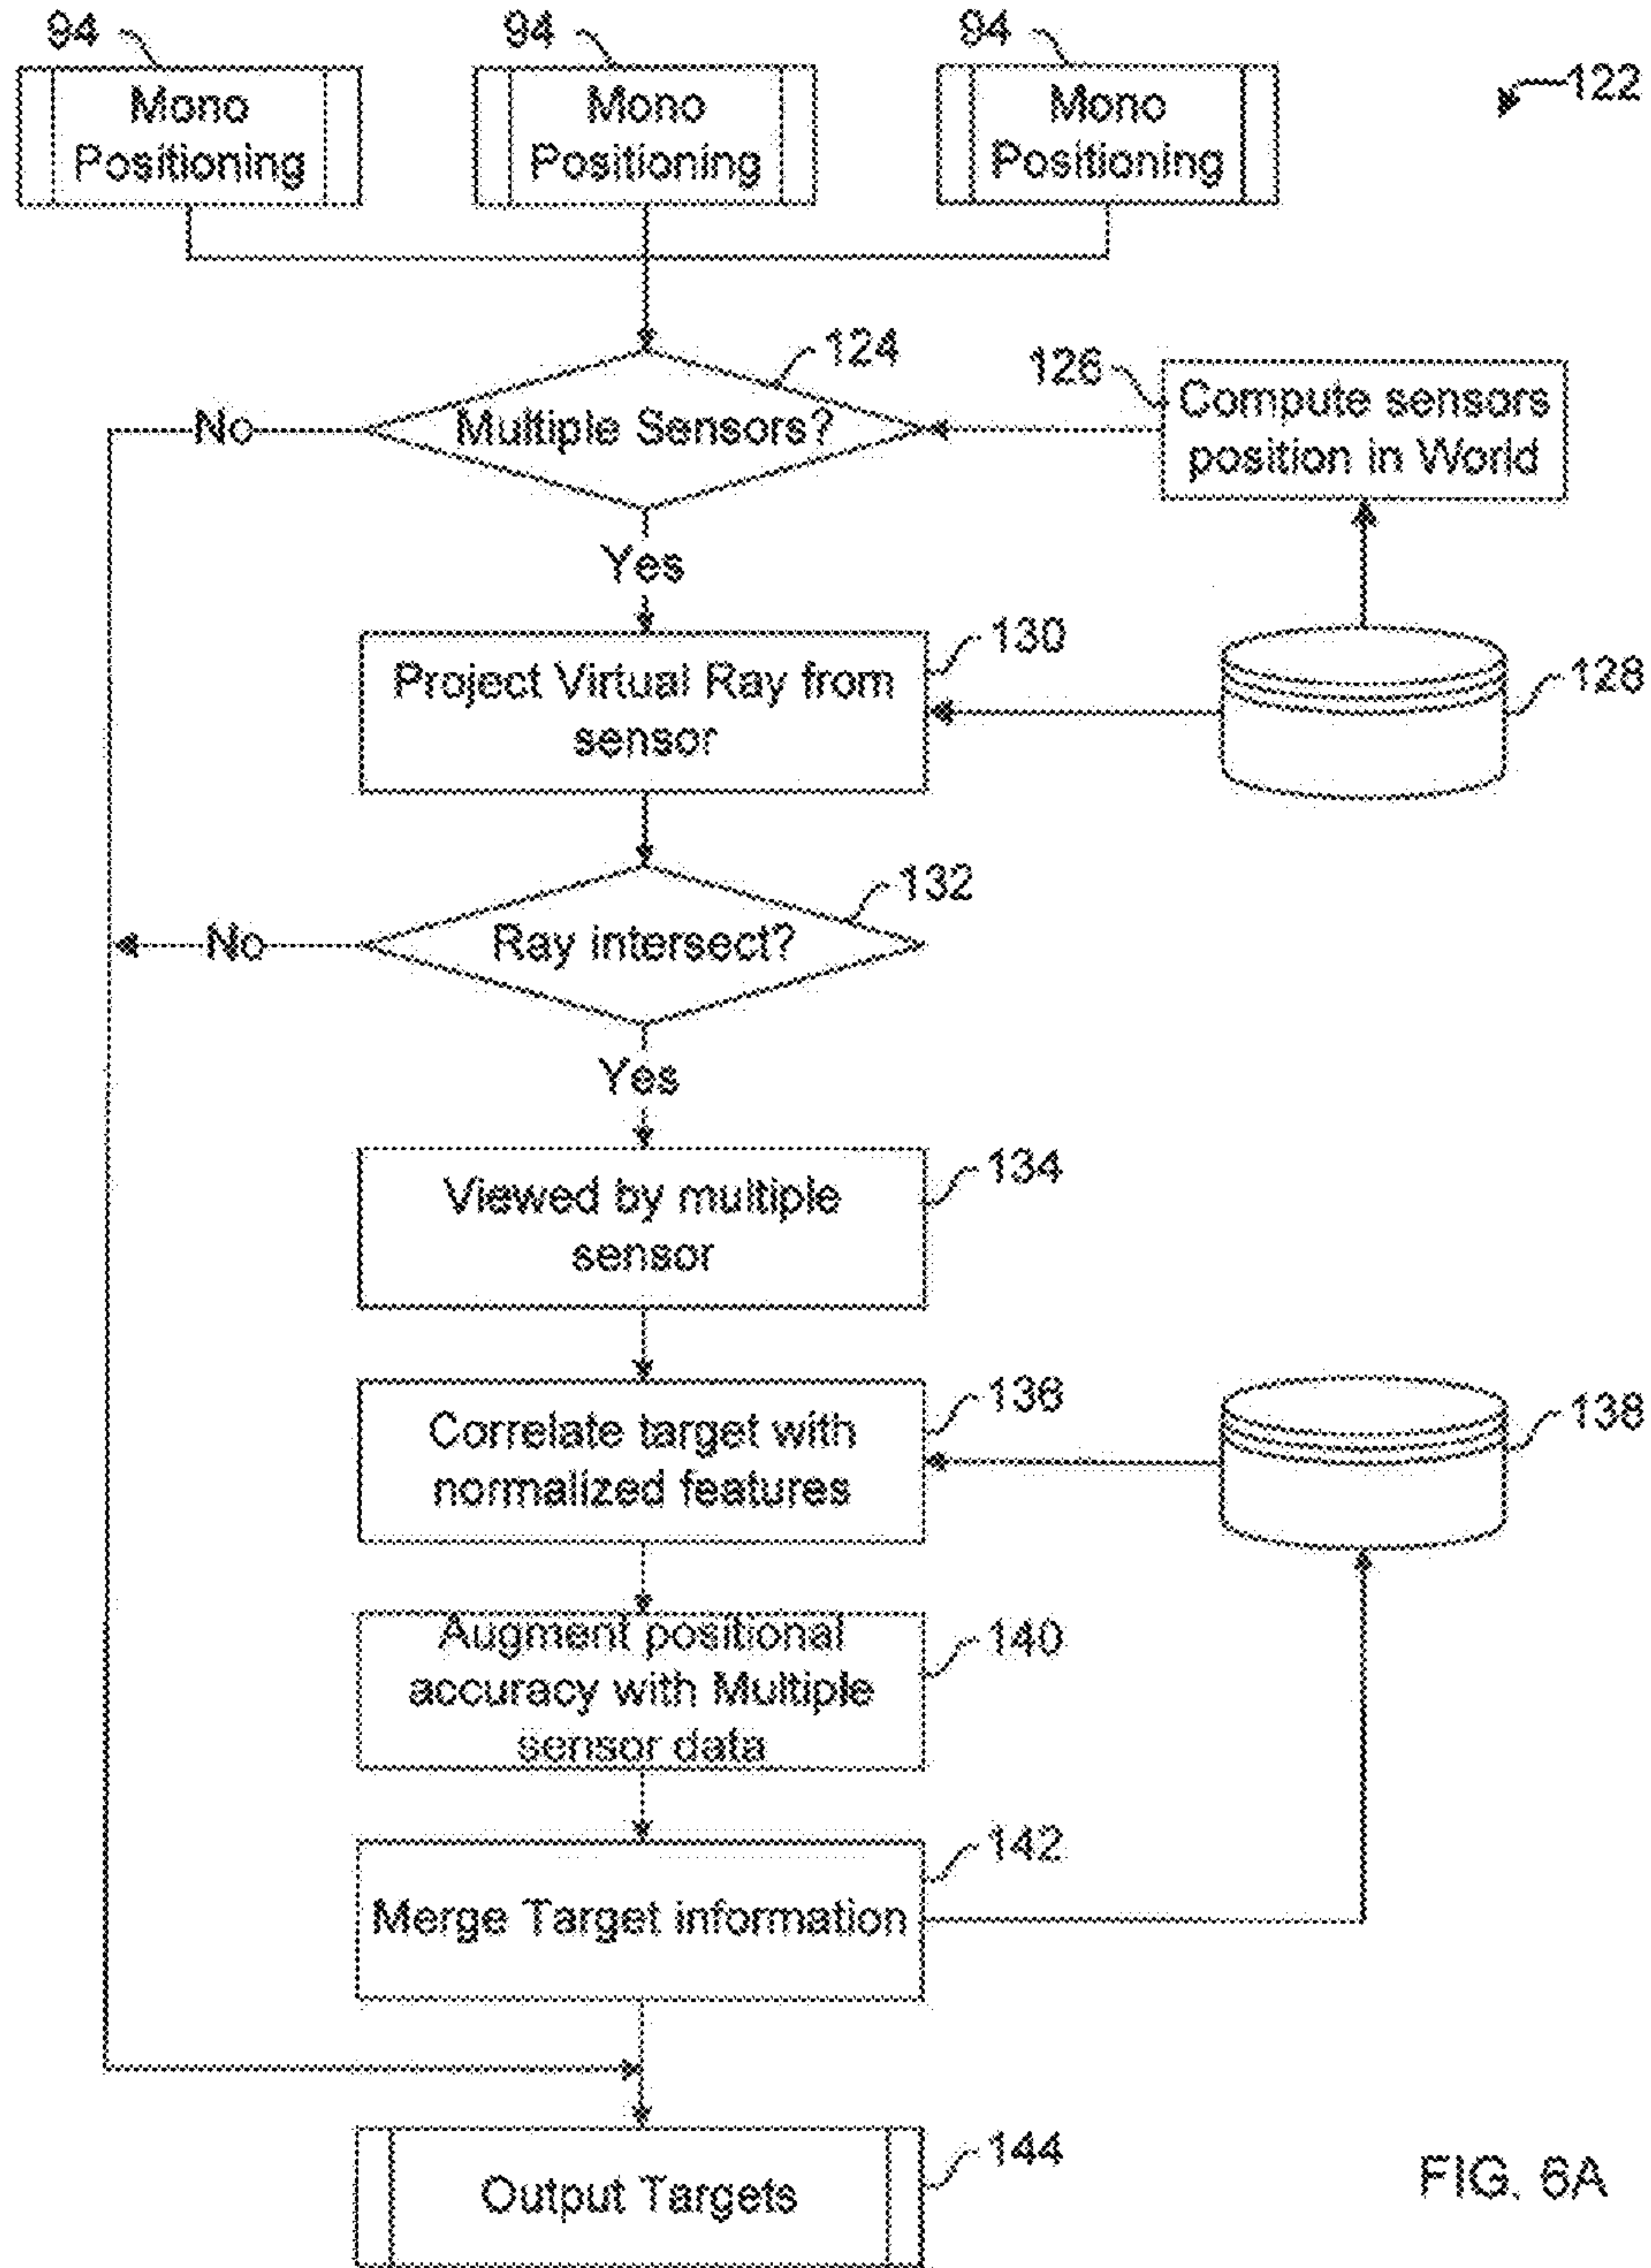 94
94
94
122
Mono
Positioning
Mono
Positioning
Mono
Positioning
124
126
No
Multiple Sensors?
Compute sensors
position in World
Yes
130
Project Virtual Ray from
sensor
128
132
No
Ray intersect?
Yes
134
Viewed by multiple
sensor
136
Correlate target with
normalized features
138
140
Augment positional
accuracy with Multiple
sensor data
142
Merge Target information
144
Output Targets
FIG. 6A